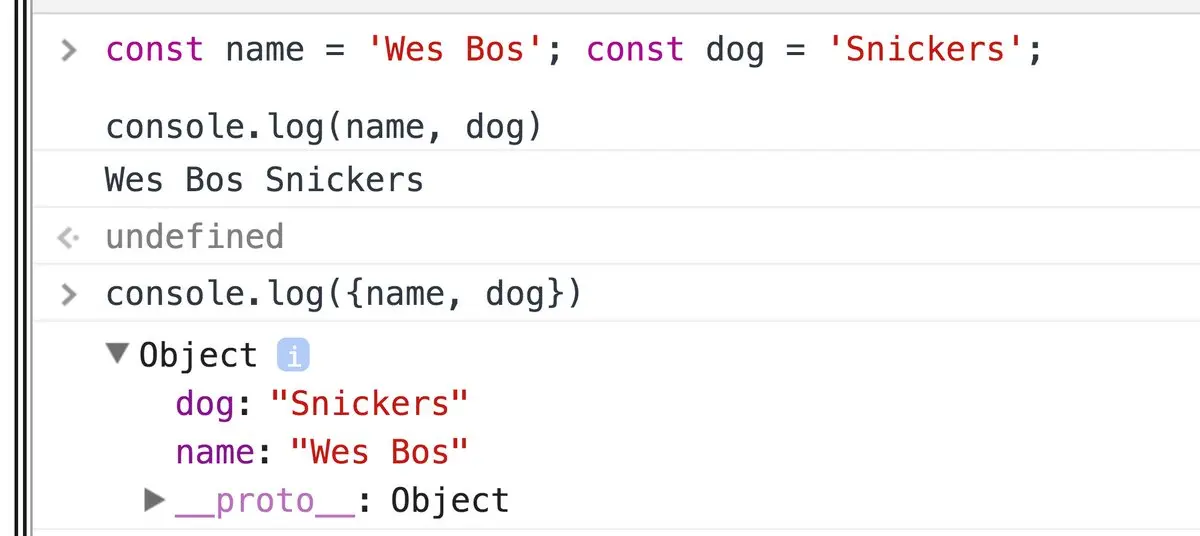 > const name = 'Wes Bos'; const dog = 'Snickers';
console.log(name, dog)
Wes Bos Snickers
undefined
> console.log({name, dog})
▼ Object i
dog: "Snickers"
name: "Wes Bos"
▶ __proto__: Object